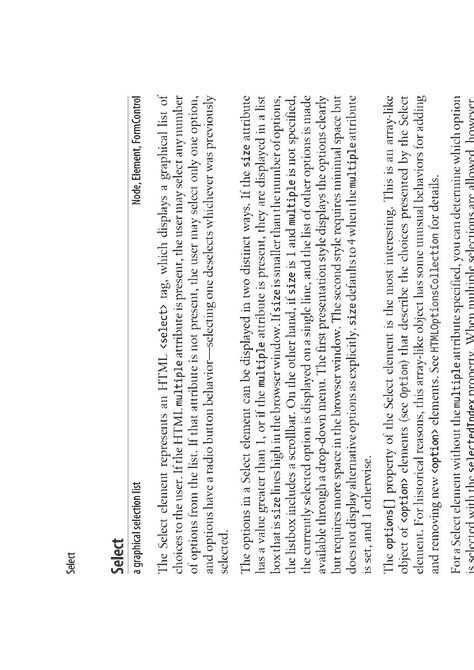 Select
Select
a graphical selection list Node, Element, FormControl
The Select element represents an HTML <select> tag, which displays a graphical list of
choices to the user. If the HTML multiple attribute is present, the user may select any number
of options from the list. If that attribute is not present, the user may select only one option,
and options have a radio button behavior—selecting one deselects whichever was previously
selected.
The options in a Select element can be displayed in two distinct ways. If the size attribute
has a value greater than 1, or if the multiple attribute is present, they are displayed in a list
box that is size lines high in the browser window. If size is smaller than the number of options,
the listbox includes a scrollbar. On the other hand, if size is 1 and multiple is not specified,
the currently selected option is displayed on a single line, and the list of other options is made
available through a drop-down menu. The first presentation style displays the options clearly
but requires more space in the browser window. The second style requires minimal space but
does not display alternative options as explicitly. size defaults to 4 when the multiple attribute
is set, and 1 otherwise.
The options[] property of the Select element is the most interesting. This is an array-like
object of <option> elements (see Option) that describe the choices presented by the Select
element. For historical reasons, this array-like object has some unusual behaviors for adding
and removing new <option> elements. See HTMLOptionsCollection for details.
For a Select element without the multiple attribute specified, you can determine which option
is selected with the selectedIndex property. When multiple selections are allowed, however,